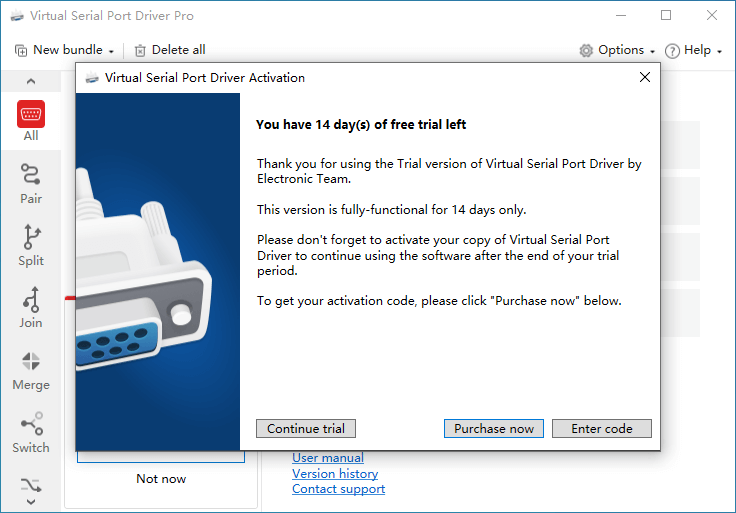 Virtual Serial Port Driver Pro
New bundle
Delete all
Options
Help
Virtual Serial Port Driver Activation
All
Pair
Split
Join
Merge
Switch
You have 14 day(s) of free trial left
Thank you for using the Trial version of Virtual Serial Port Driver by
Electronic Team.
This version is fully-functional for 14 days only.
Please don't forget to activate your copy of Virtual Serial Port
Driver to continue using the software after the end of your trial
period.
To get your activation code, please click "Purchase now" below.
Continue trial
Purchase now
Enter code
Not now
User manual
Version history
Contact support